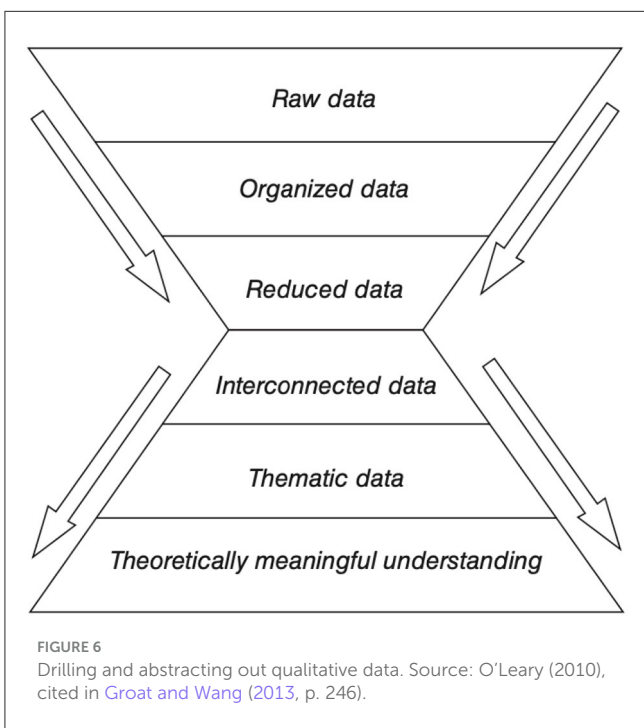 Raw data
Organized data
Reduced data
Interconnected data
Thematic data
Theoretically meaningful understanding
FIGURE 6
Drilling and abstracting out qualitative data. Source: O’Leary (2010),
cited in Groat and Wang (2013, p. 246).